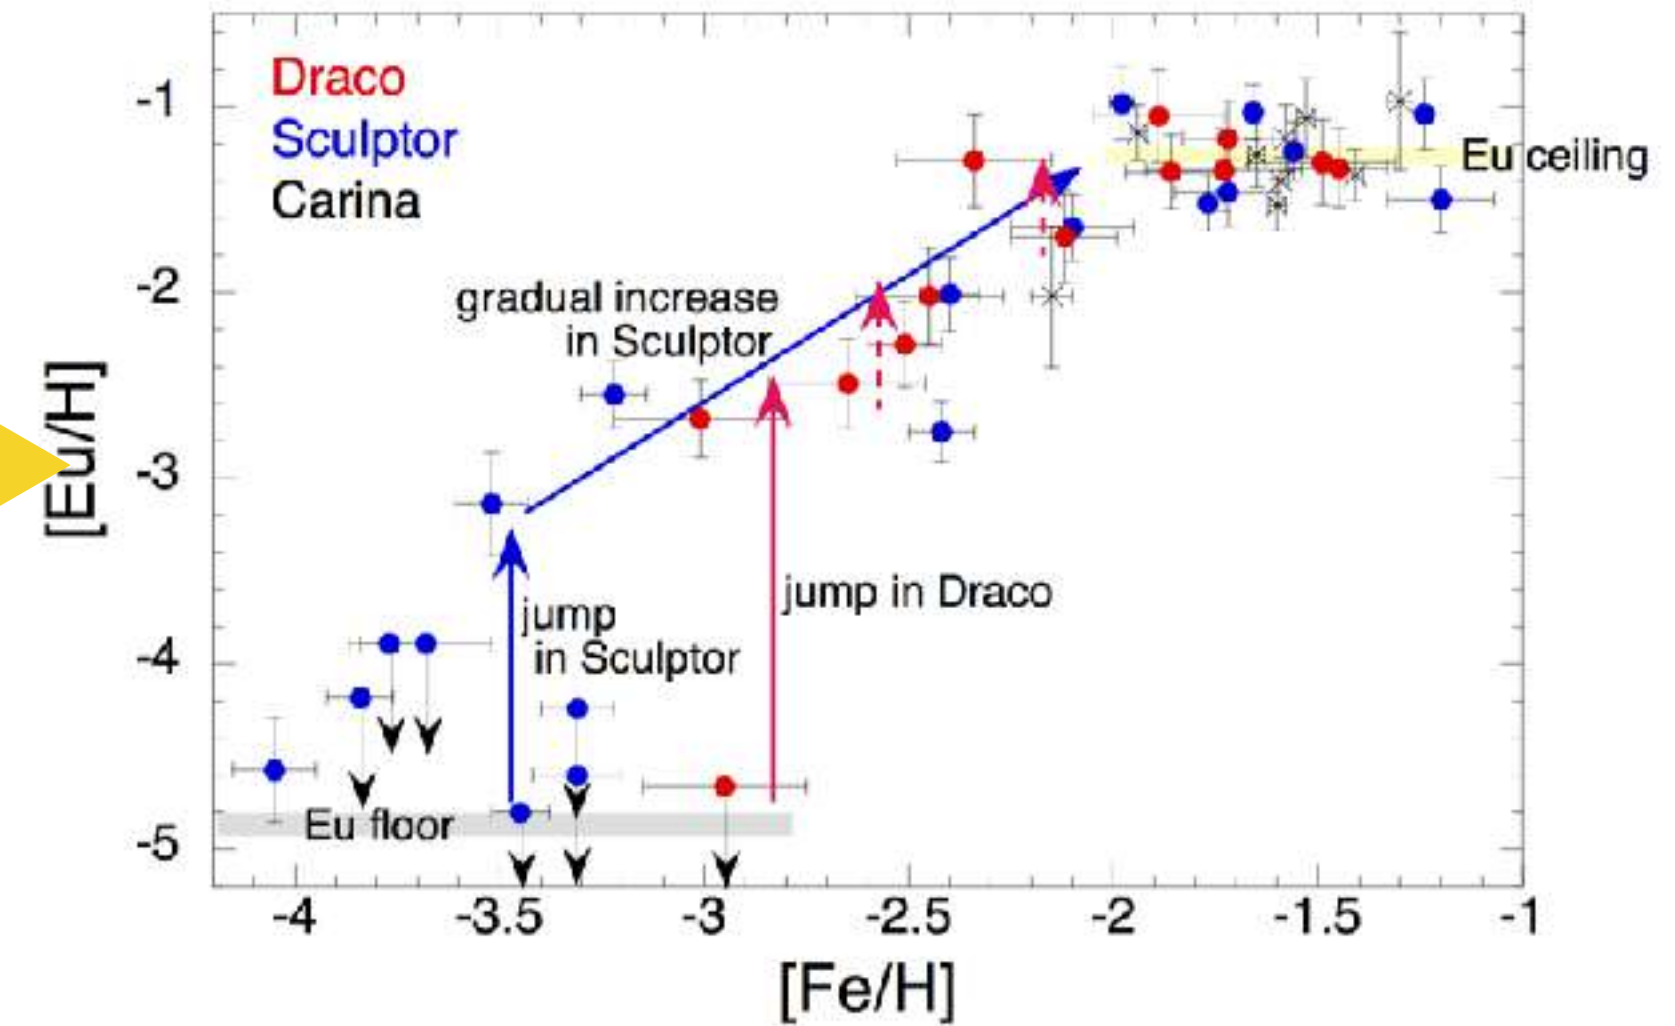 Draco
Sculptor
Carina
-1
-2
-3
-4
-5
[Eu/H]
Eu ceiling
gradual increase
in Sculptor
jump in Draco
jump
in Sculptor
Eu floor
-4
-3.5
-3
-2.5
-2
-1.5
-1
[Fe/H]